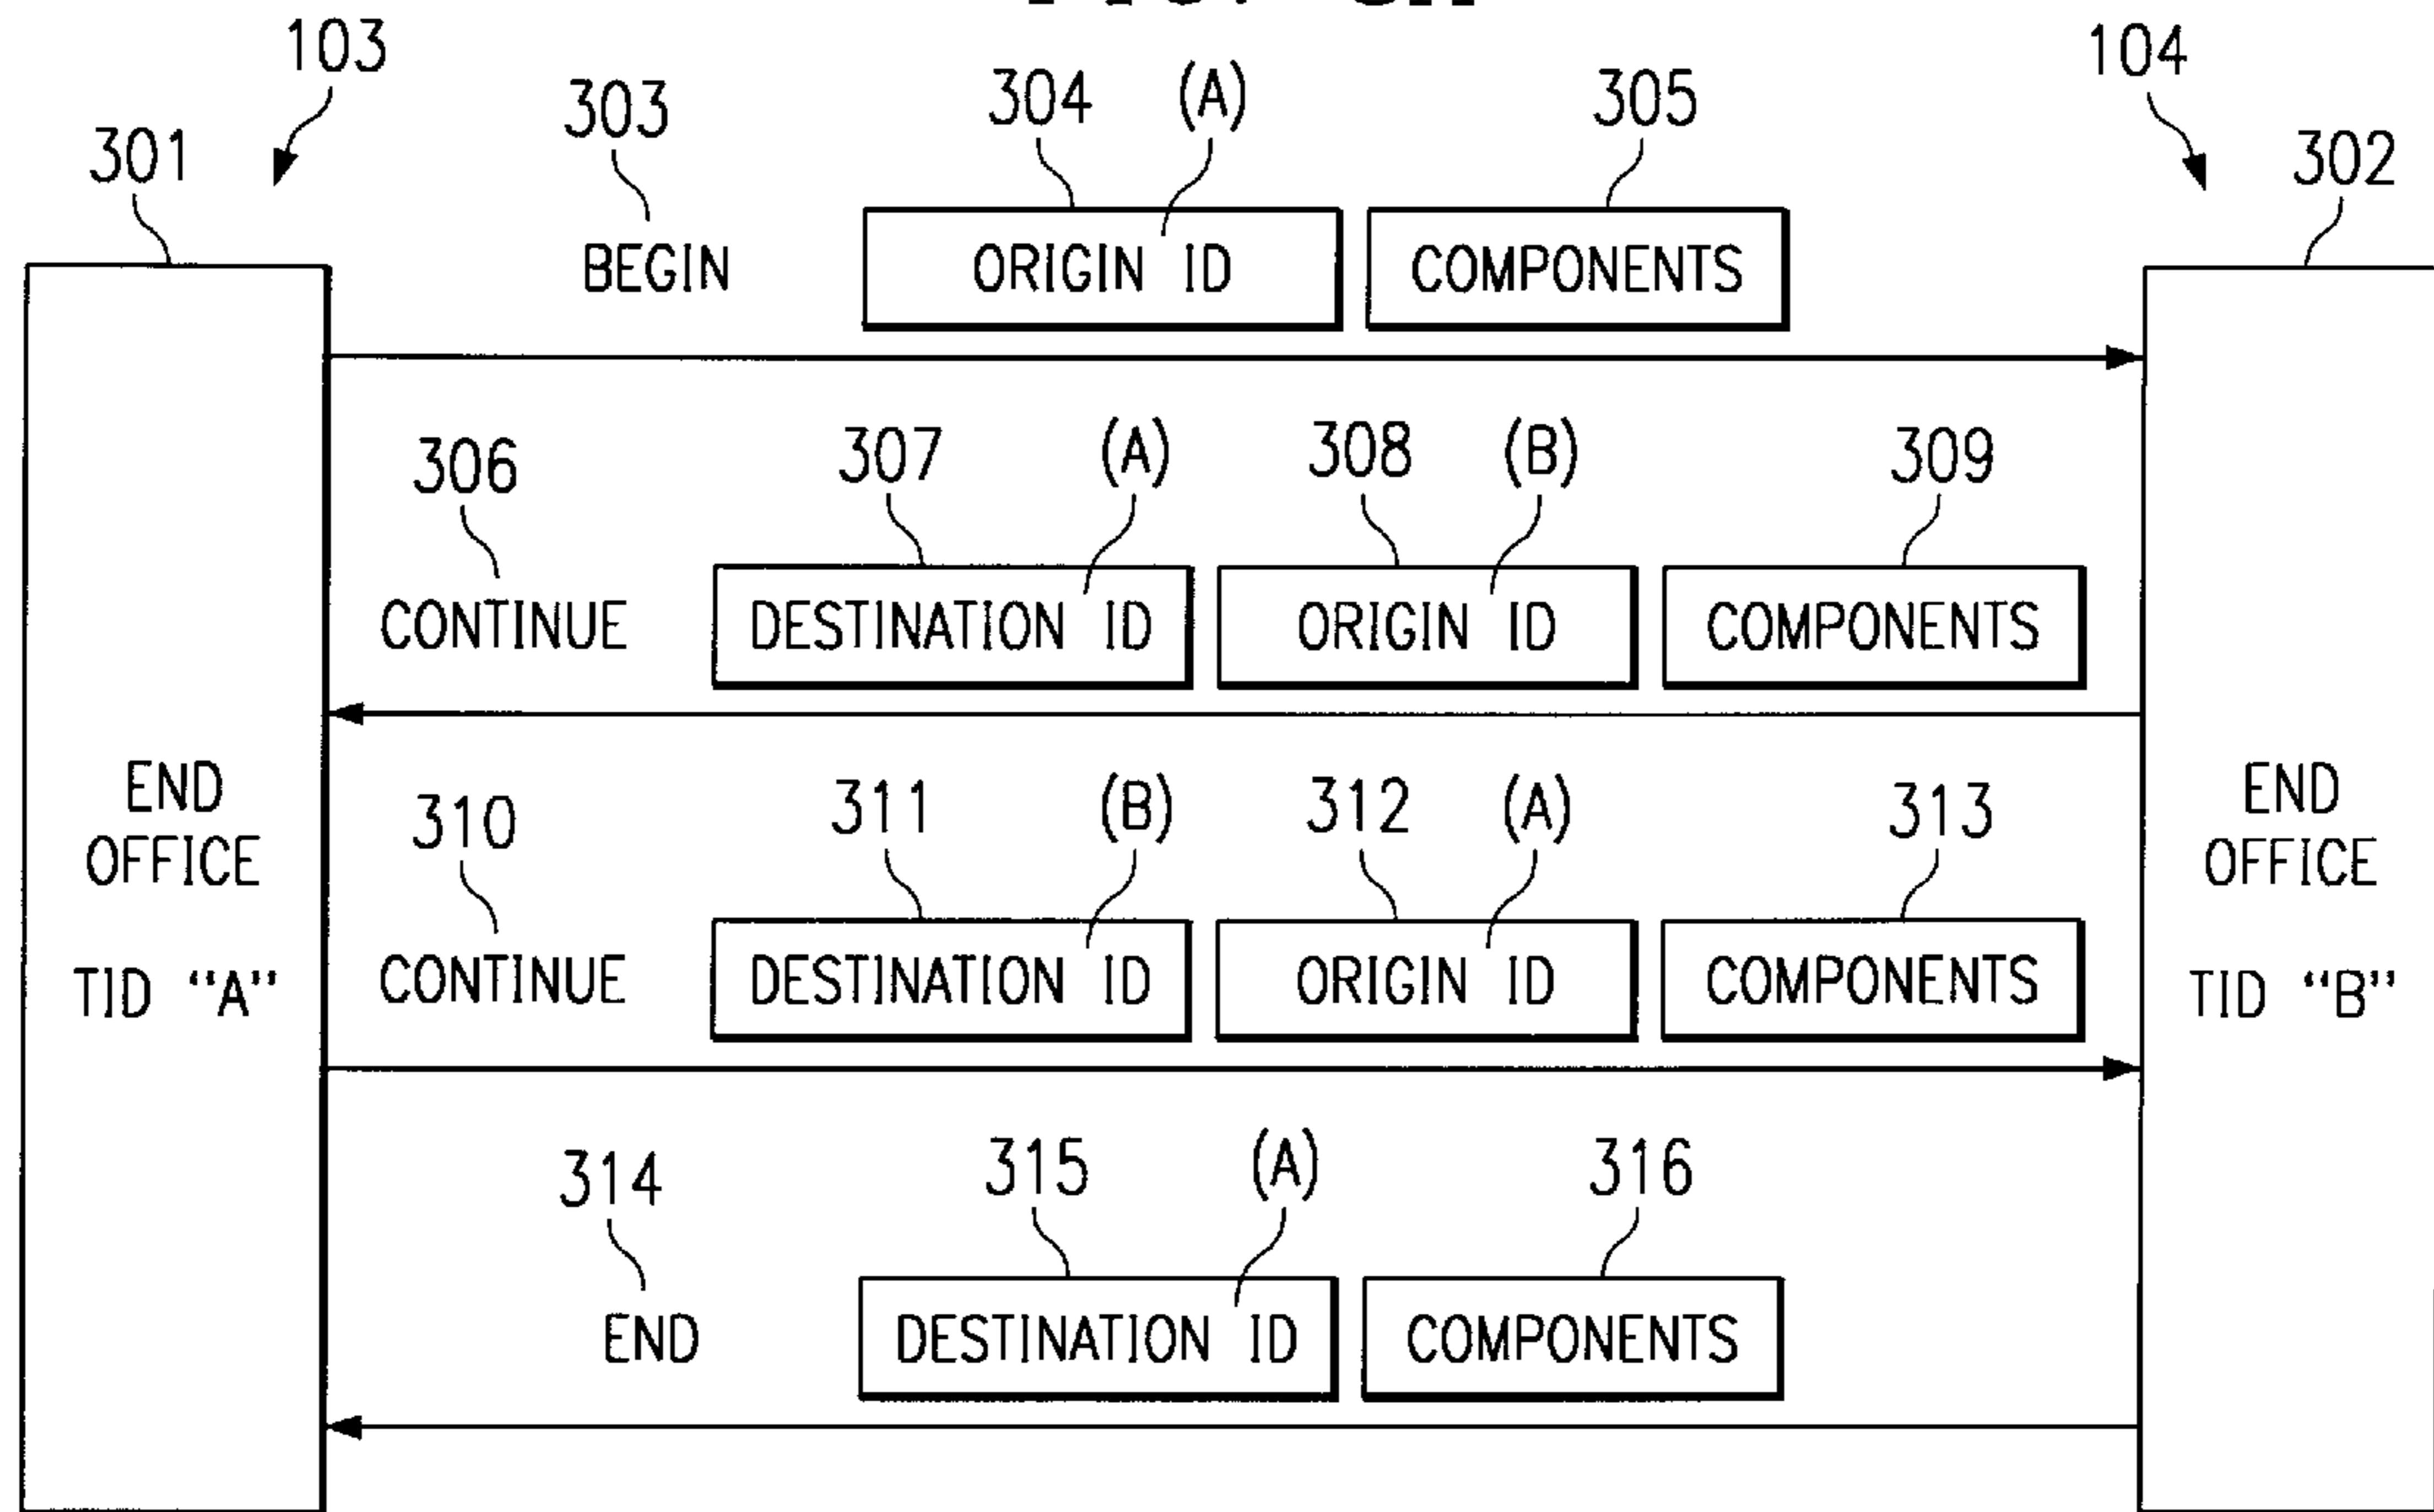 103
104
303
304
(A)
305
301
302
BEGIN
ORIGIN ID
COMPONENTS
306
307
(A)
308
(B)
309
CONTINUE
DESTINATION ID
ORIGIN ID
COMPONENTS
END
OFFICE
TID "A"
END
OFFICE
TID "B"
310
311
(B)
312
(A)
313
CONTINUE
DESTINATION ID
ORIGIN ID
COMPONENTS
314
315
(A)
316
END
DESTINATION ID
COMPONENTS